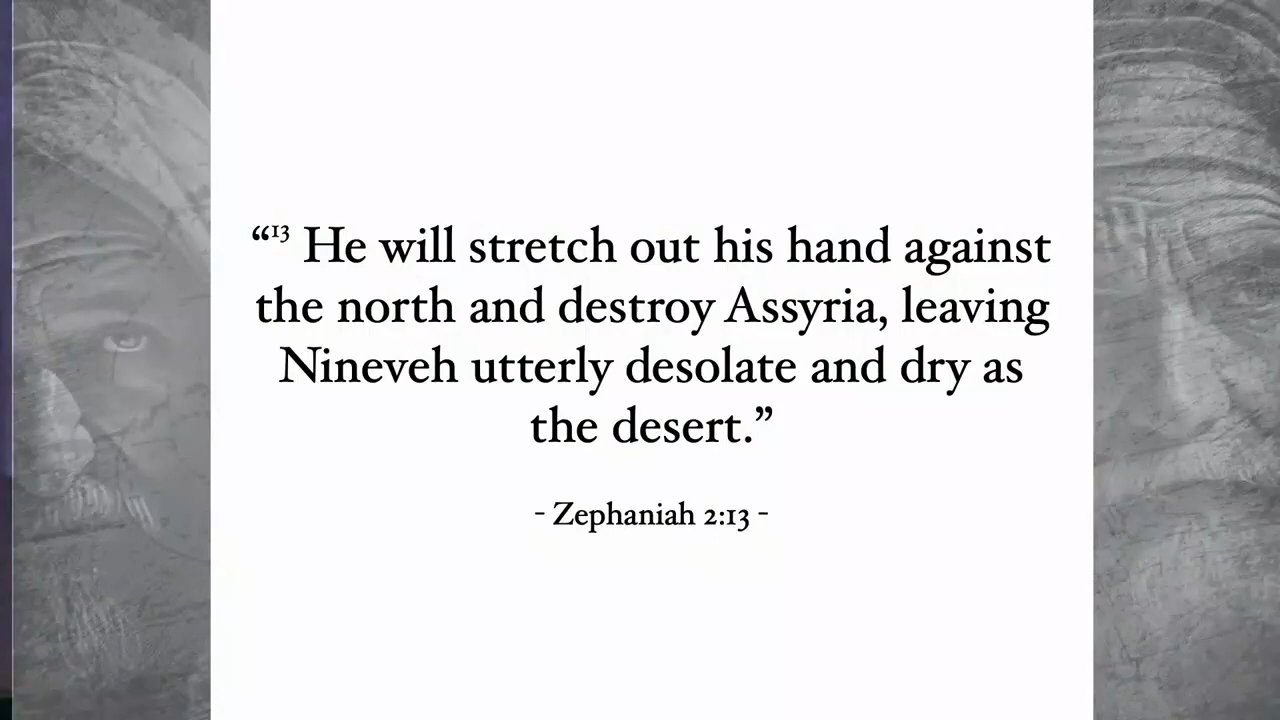 “¹³ He will stretch out his hand against
the north and destroy Assyria, leaving
Nineveh utterly desolate and dry as
the desert.”
- Zephaniah 2:13 -